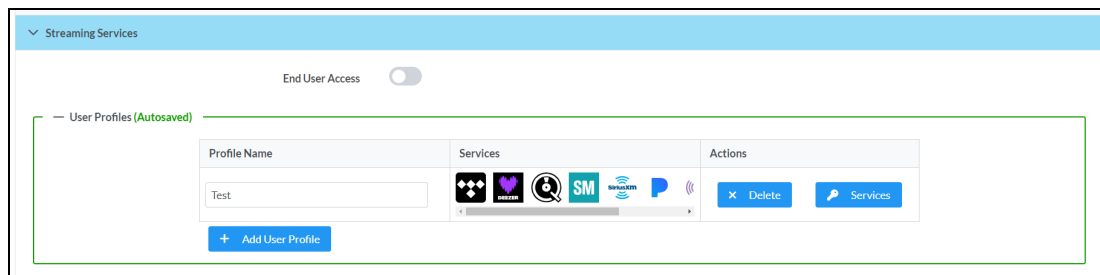 Streaming Services
End User Access
User Profiles (Autosaved)
Profile Name Services Actions
Test DEEZER SM SiriusXM Delete Services
Add User Profile